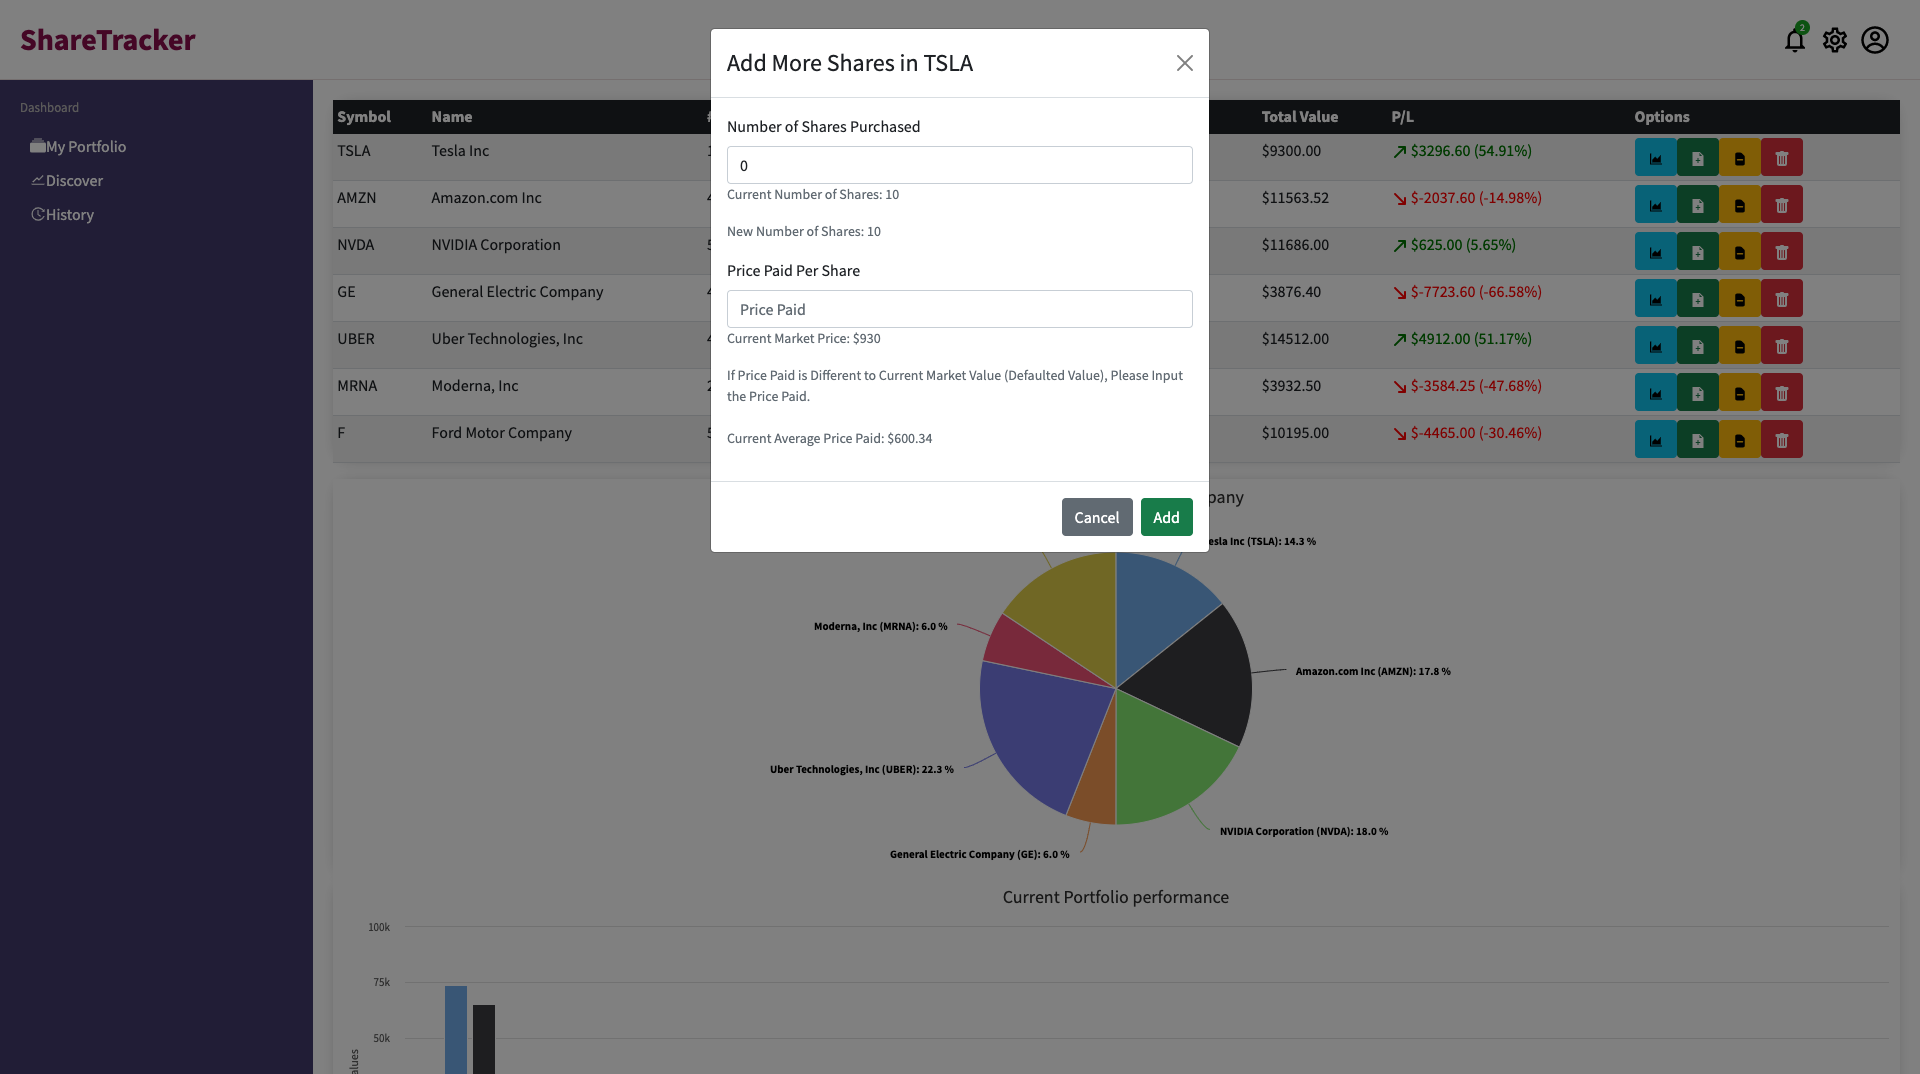 ShareTracker
2
Add More Shares in TSLA
Number of Shares Purchased
0
Current Number of Shares: 10
New Number of Shares: 10
Price Paid Per Share
Price Paid
Current Market Price: $930
If Price Paid is Different to Current Market Value (Defaulted Value), Please Input
the Price Paid.
Current Average Price Paid: $600.34
Cancel Add
Dashboard
My Portfolio
Discover
History
Symbol Name Total Value P/L Options
TSLA Tesla Inc $9300.00 $3296.60 (54.91%)
AMZN Amazon.com Inc $11563.52 $-2037.60 (-14.98%)
NVDA NVIDIA Corporation $11686.00 $625.00 (5.65%)
GE General Electric Company $3876.40 $-7723.60 (-66.58%)
UBER Uber Technologies, Inc $14512.00 $4912.00 (51.17%)
MRNA Moderna, Inc $3932.50 $-3584.25 (-47.68%)
F Ford Motor Company $10195.00 $-4465.00 (-30.46%)
pany
esla Inc (TSLA): 14.3 %
Moderna, Inc (MRNA): 6.0 %
Amazon.com Inc (AMZN): 17.8 %
Uber Technologies, Inc (UBER): 22.3 %
NVIDIA Corporation (NVDA): 18.0 %
General Electric Company (GE): 6.0 %
Current Portfolio performance
100k
75k
50k
alues